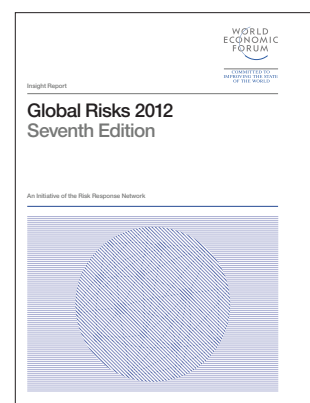 WORLD
ECONOMIC
FORUM
COMMITTED TO
IMPROVING THE STATE
OF THE WORLD
Insight Report
Global Risks 2012
Seventh Edition
An Initiative of the Risk Response Network